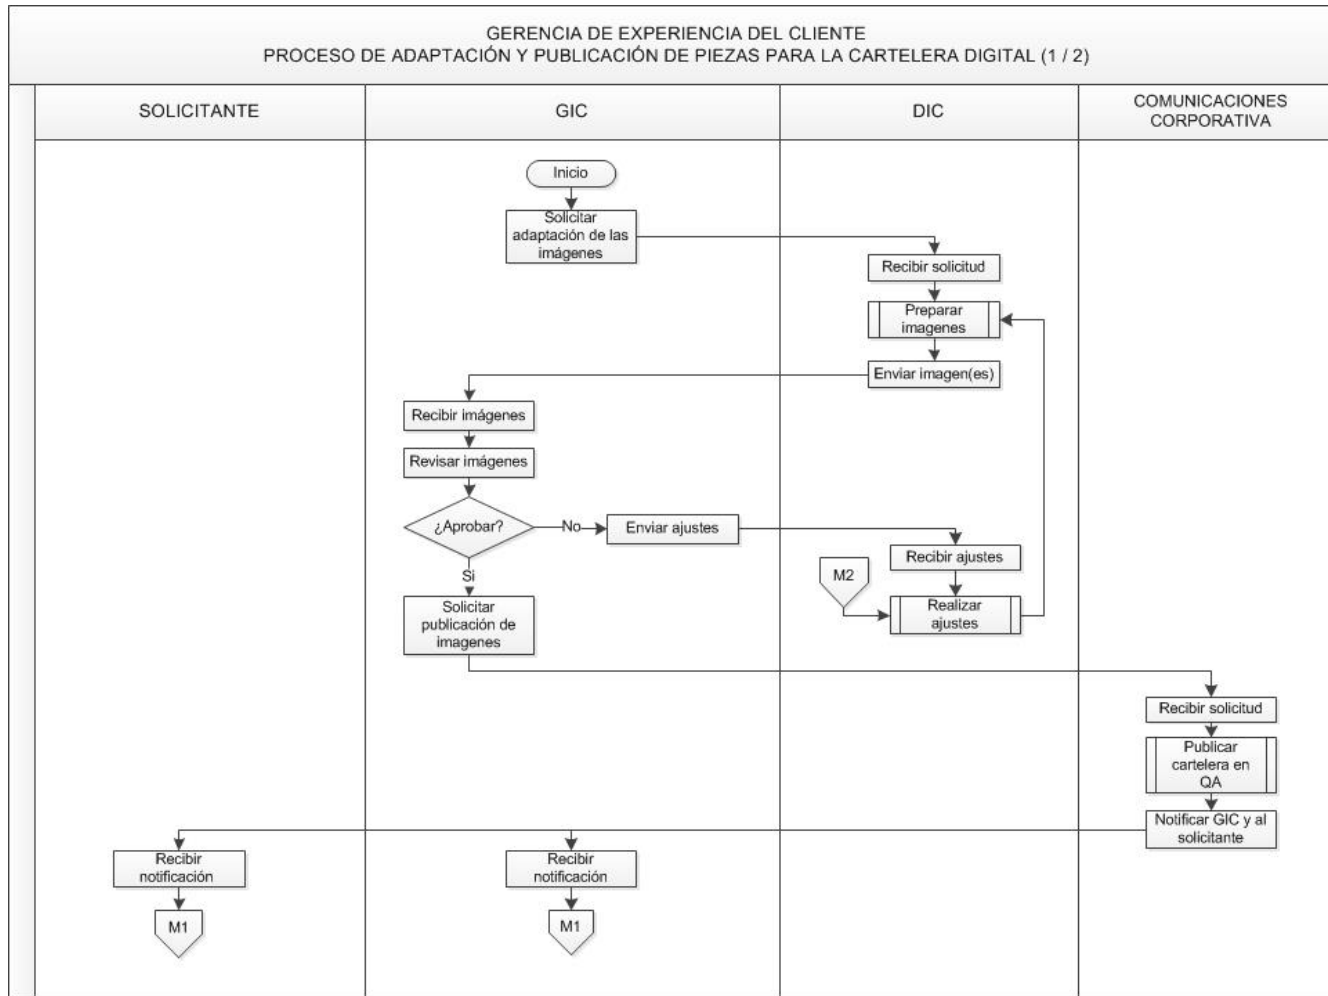 GERENCIA DE EXPERIENCIA DEL CLIENTE
PROCESO DE ADAPTACIÓN Y PUBLICACIÓN DE PIEZAS PARA LA CARTELERA DIGITAL (1 / 2)
SOLICITANTE
GIC
DIC
COMUNICACIONES
CORPORATIVA
Inicio
Solicitar
adaptación de las
imágenes
Recibir solicitud
Preparar
imagenes
Enviar imagen(es)
Recibir imágenes
Revisar imágenes
¿Aprobar?
No
Enviar ajustes
Recibir ajustes
M2
Realizar
ajustes
Si
Solicitar
publicación de
imagenes
Recibir solicitud
Publicar
cartelera en
QA
Notificar GIC y al
solicitante
Recibir
notificación
M1
Recibir
notificación
M1